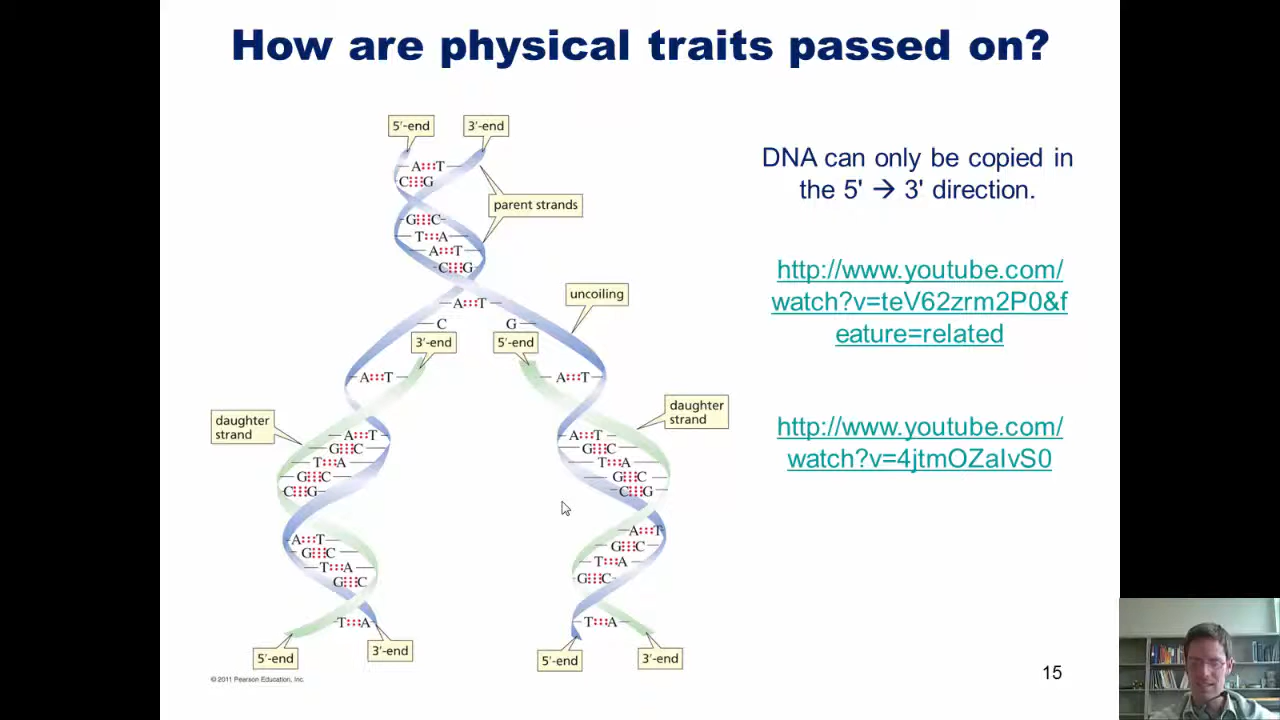 How are physical traits passed on?
5'-end 3'-end
A T
C G
parent strands
G C
T A
A T
C G
uncoiling
A T
C G
3'-end 5'-end
A T A T
daughter
strand
daughter
strand
A T A T
G C G C
T A T A
G C G C
C G C G
A T A T
G C G C
T A T A
G C G C
T A T A
5'-end 3'-end 5'-end 3'-end
© 2011 Pearson Education, Inc.
DNA can only be copied in
the 5' → 3' direction.
http://www.youtube.com/
watch?v=teV62zrm2P0&f
eature=related
http://www.youtube.com/
watch?v=4jtmOZaIvS0
15